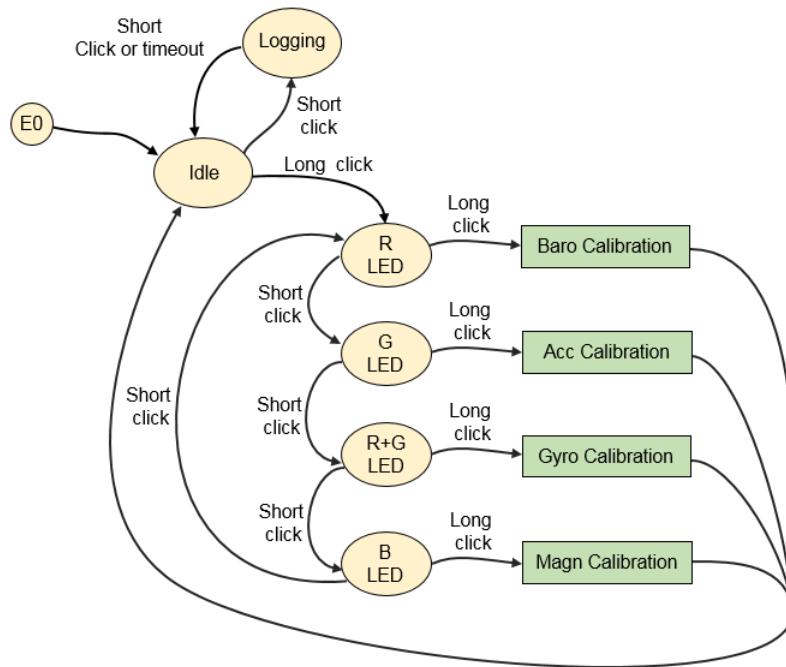 Short
Click or timeout
Logging
E0
Short
click
Idle
Long click
R
LED
Long
click
Baro Calibration
Short
click
G
LED
Long
click
Acc Calibration
Short
click
Short
click
R+G
LED
Long
click
Gyro Calibration
Short
click
B
LED
Long
click
Magn Calibration